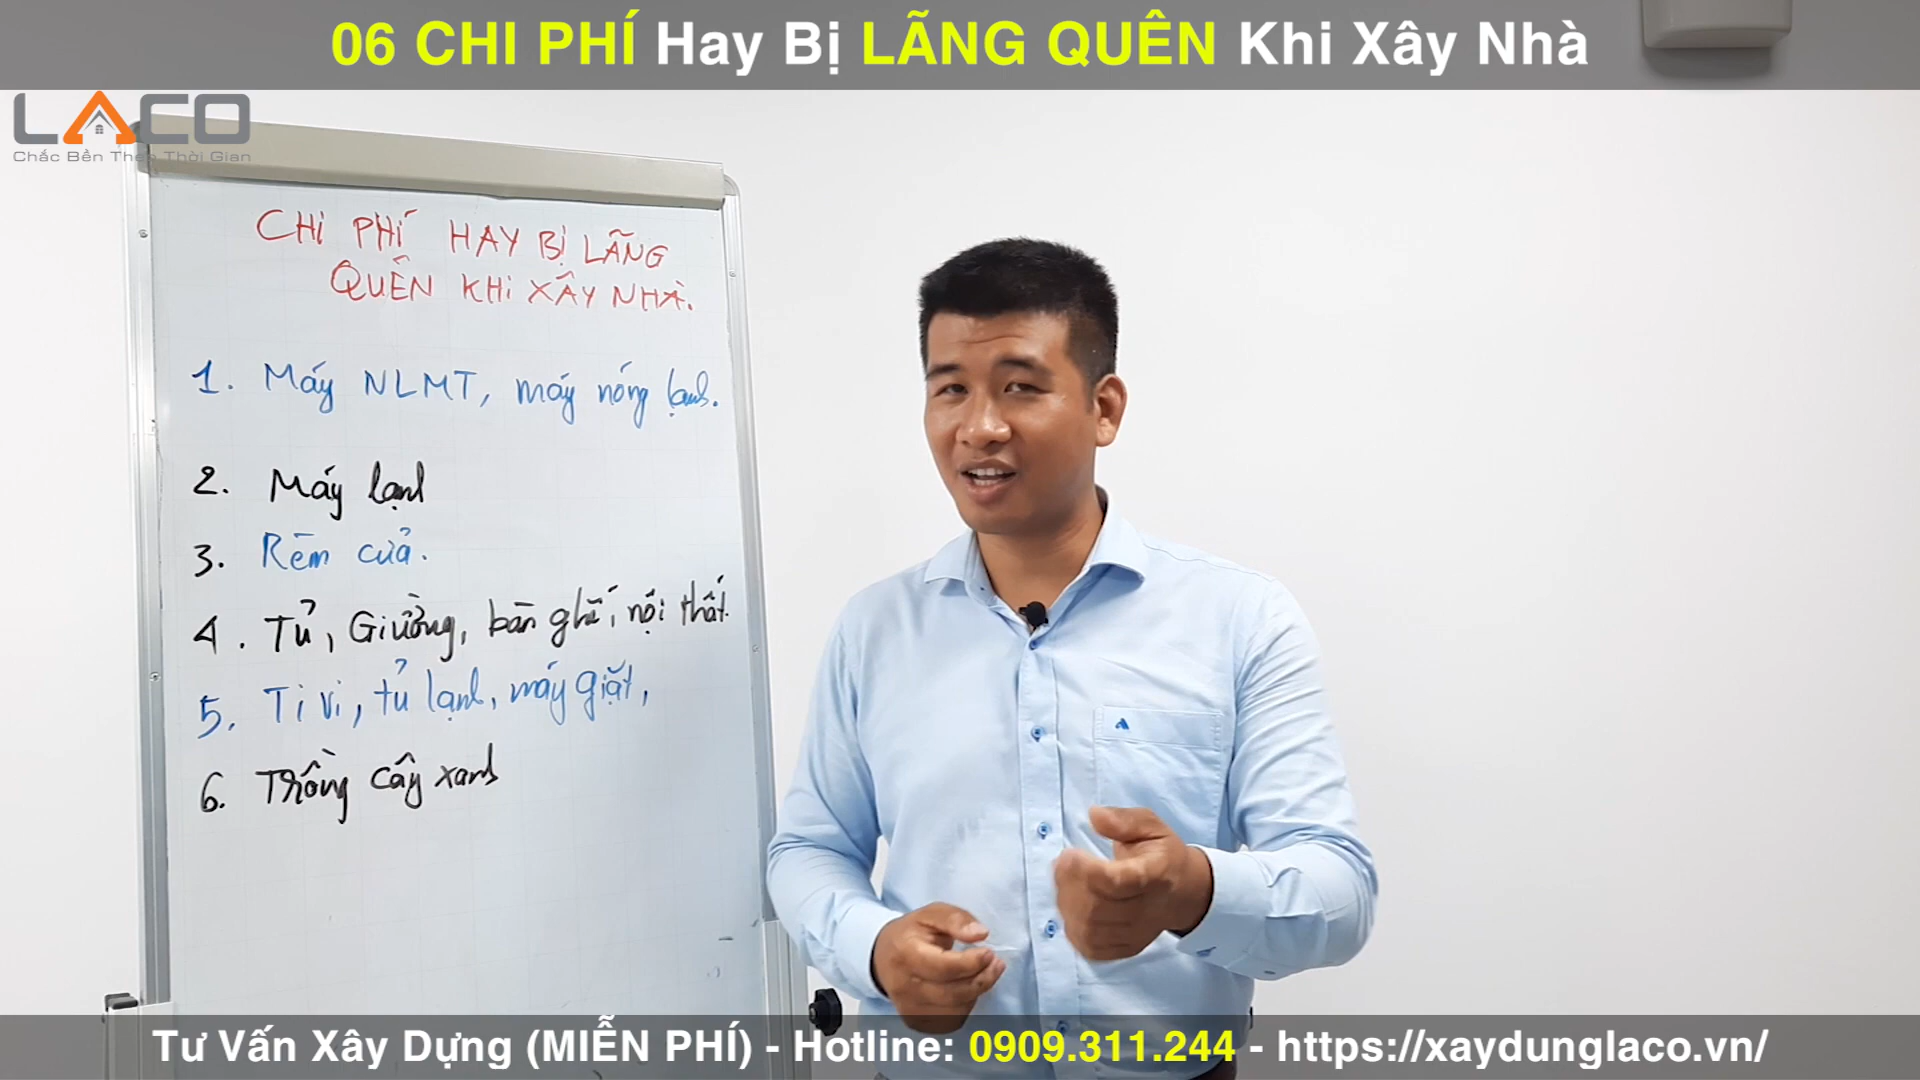 06 CHI PHÍ Hay Bị LÃNG QUÊN Khi Xây Nhà
LACO
Chắc Bền Theo Thời Gian
CHi PHÍ HAY BỊ LÃNG
QUÊN KHi XÂY NHÀ.
1. Máy NLMT, máy nóng lạnh.
2. Máy lạnh
3. Rèm cửa.
4. Tủ, Giường, bàn ghế, nội thất.
5. Ti vi, tủ lạnh, máy giặt,
6. Trồng cây xanh
Tư Vấn Xây Dựng (MIỄN PHÍ) - Hotline: 0909.311.244 - https://xaydunglaco.vn/